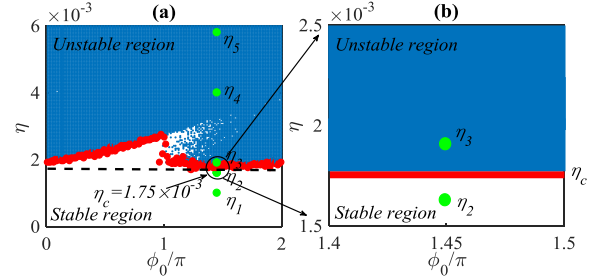 (a)
×10⁻³
6
4
2
0
η
Unstable region
η₅
η₄
η₃
η₂
η₁
η_c=1.75×10⁻³
Stable region
0
1
2
ϕ₀/π
(b)
×10⁻³
2.5
2
1.5
η
Unstable region
η₃
η_c
η₂
Stable region
1.4
1.45
1.5
ϕ₀/π